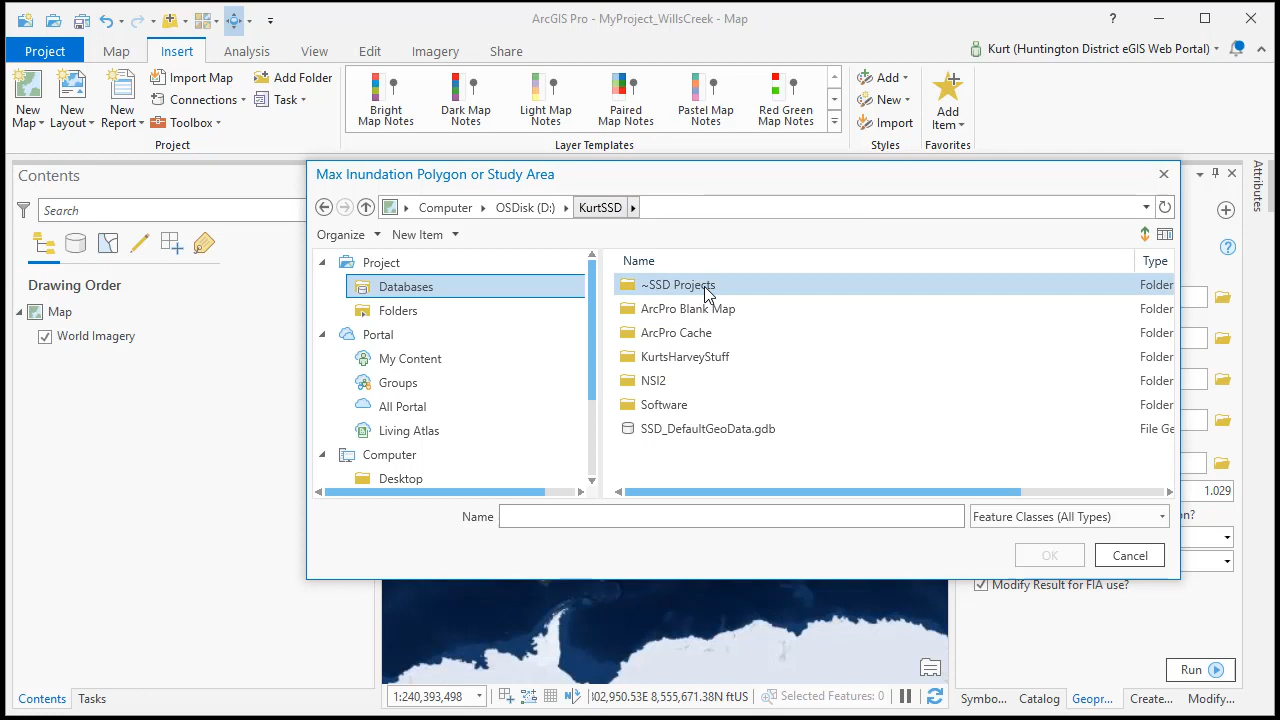 ArcGIS Pro - MyProject_WillsCreek - Map
?
Project
Map
Insert
Analysis
View
Edit
Imagery
Share
Kurt (Huntington District eGIS Web Portal)
New Map
New Layout
New Report
Import Map
Connections
Toolbox
Add Folder
Task
Project
Bright Map Notes
Dark Map Notes
Light Map Notes
Paired Map Notes
Pastel Map Notes
Red Green Map Notes
Layer Templates
Add
New
Import
Styles
Add Item
Favorites
Contents
Search
Drawing Order
Map
World Imagery
Max Inundation Polygon or Study Area
Computer
OSDisk (D:)
KurtSSD
Organize
New Item
Project
Databases
Folders
Portal
My Content
Groups
All Portal
Living Atlas
Computer
Desktop
Name Type
~SSD Projects Folder
ArcPro Blank Map Folder
ArcPro Cache Folder
KurtsHarveyStuff Folder
NSI2 Folder
Software Folder
SSD_DefaultGeoData.gdb File Ge
Name
Feature Classes (All Types)
OK
Cancel
Attributes
?
1.029
Modify Result for FIA use?
Run
1:240,393,498
8,555,671.38N ftUS
Selected Features: 0
Contents
Tasks
Symbo...
Catalog
Geopr...
Create...
Modify...